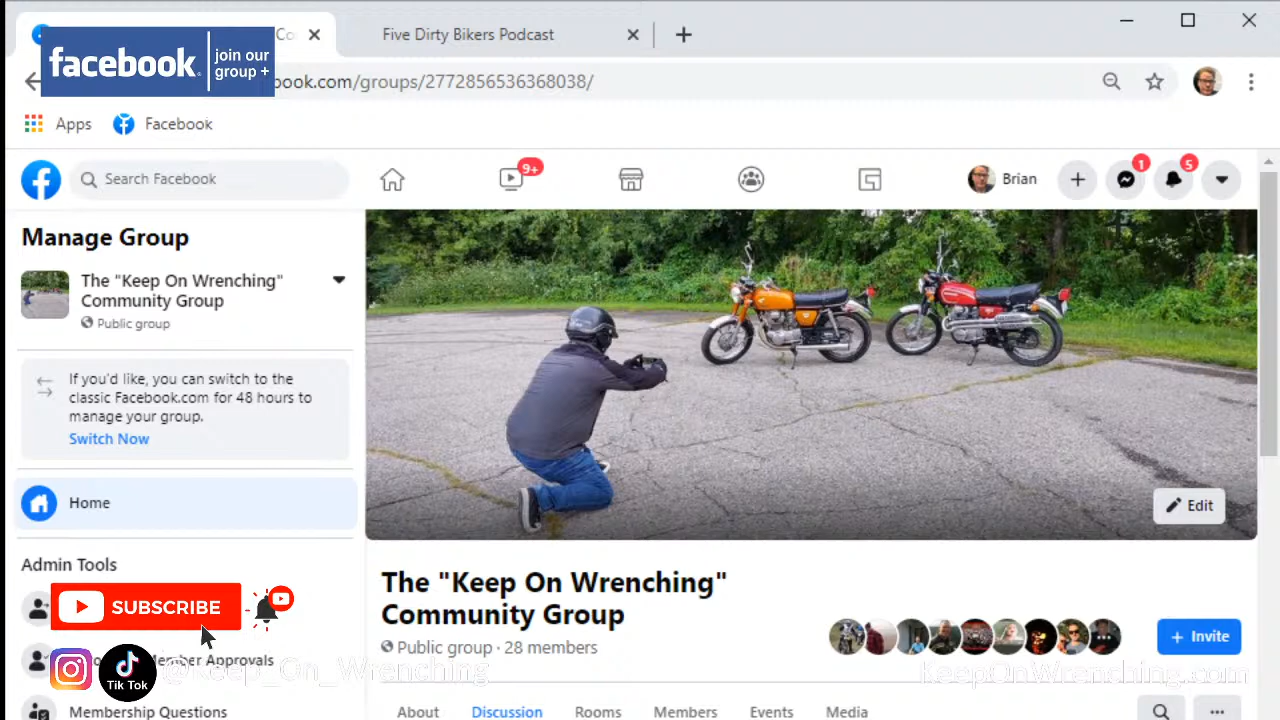 facebook
join our
group +
Co
Five Dirty Bikers Podcast
book.com/groups/2772856536368038/
Apps
Facebook
Search Facebook
9+
Brian
1
5
Manage Group
The "Keep On Wrenching"
Community Group
Public group
If you'd like, you can switch to the
classic Facebook.com for 48 hours to
manage your group.
Switch Now
Home
Edit
Admin Tools
SUBSCRIBE
The "Keep On Wrenching"
Community Group
Public group · 28 members
+ Invite
Member Approvals
Tik Tok
@Keep_On_Wrenching
KeepOnWrenching.com
Membership Questions
About
Discussion
Rooms
Members
Events
Media